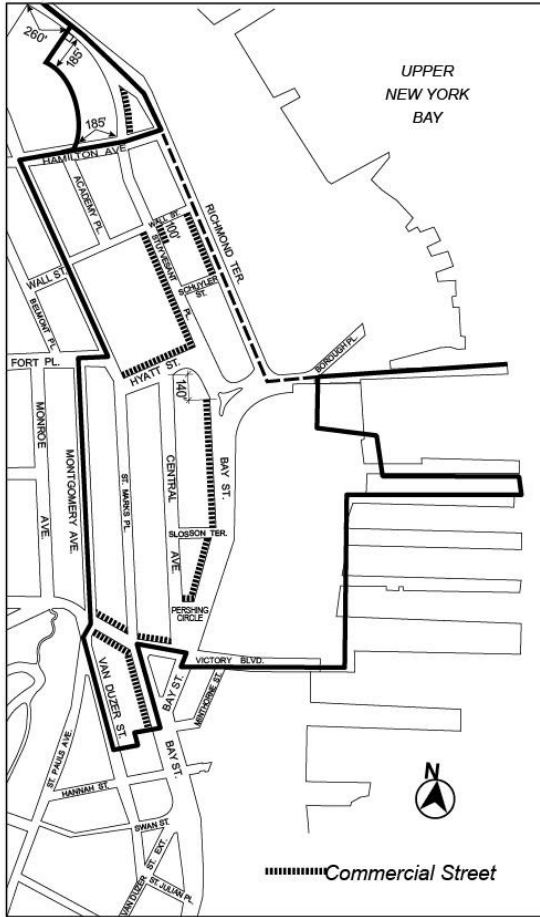 260'
185'
UPPER
NEW YORK
BAY
185'
HAMILTON AVE.
ACADEMY PL.
WALL ST.
100'
STUYVESANT
PL.
RICHMOND TER.
SCHUYLER
ST.
WALL ST.
BELMONT PL.
FORT PL.
HYATT ST.
140'
BOROUGH PL.
MONROE
AVE.
MONTGOMERY AVE.
ST. MARKS PL.
CENTRAL
AVE.
BAY ST.
SLOSSON TER.
PERSHING
CIRCLE
VICTORY BLVD.
VAN DUZER ST.
BAY ST.
MINTHORNE ST.
BAY ST.
ST. PAULS AVE.
HANNAH ST.
SWAN ST.
VAN DUZER
ST. EXT.
ST. JULIAN PL.
N
Commercial Street